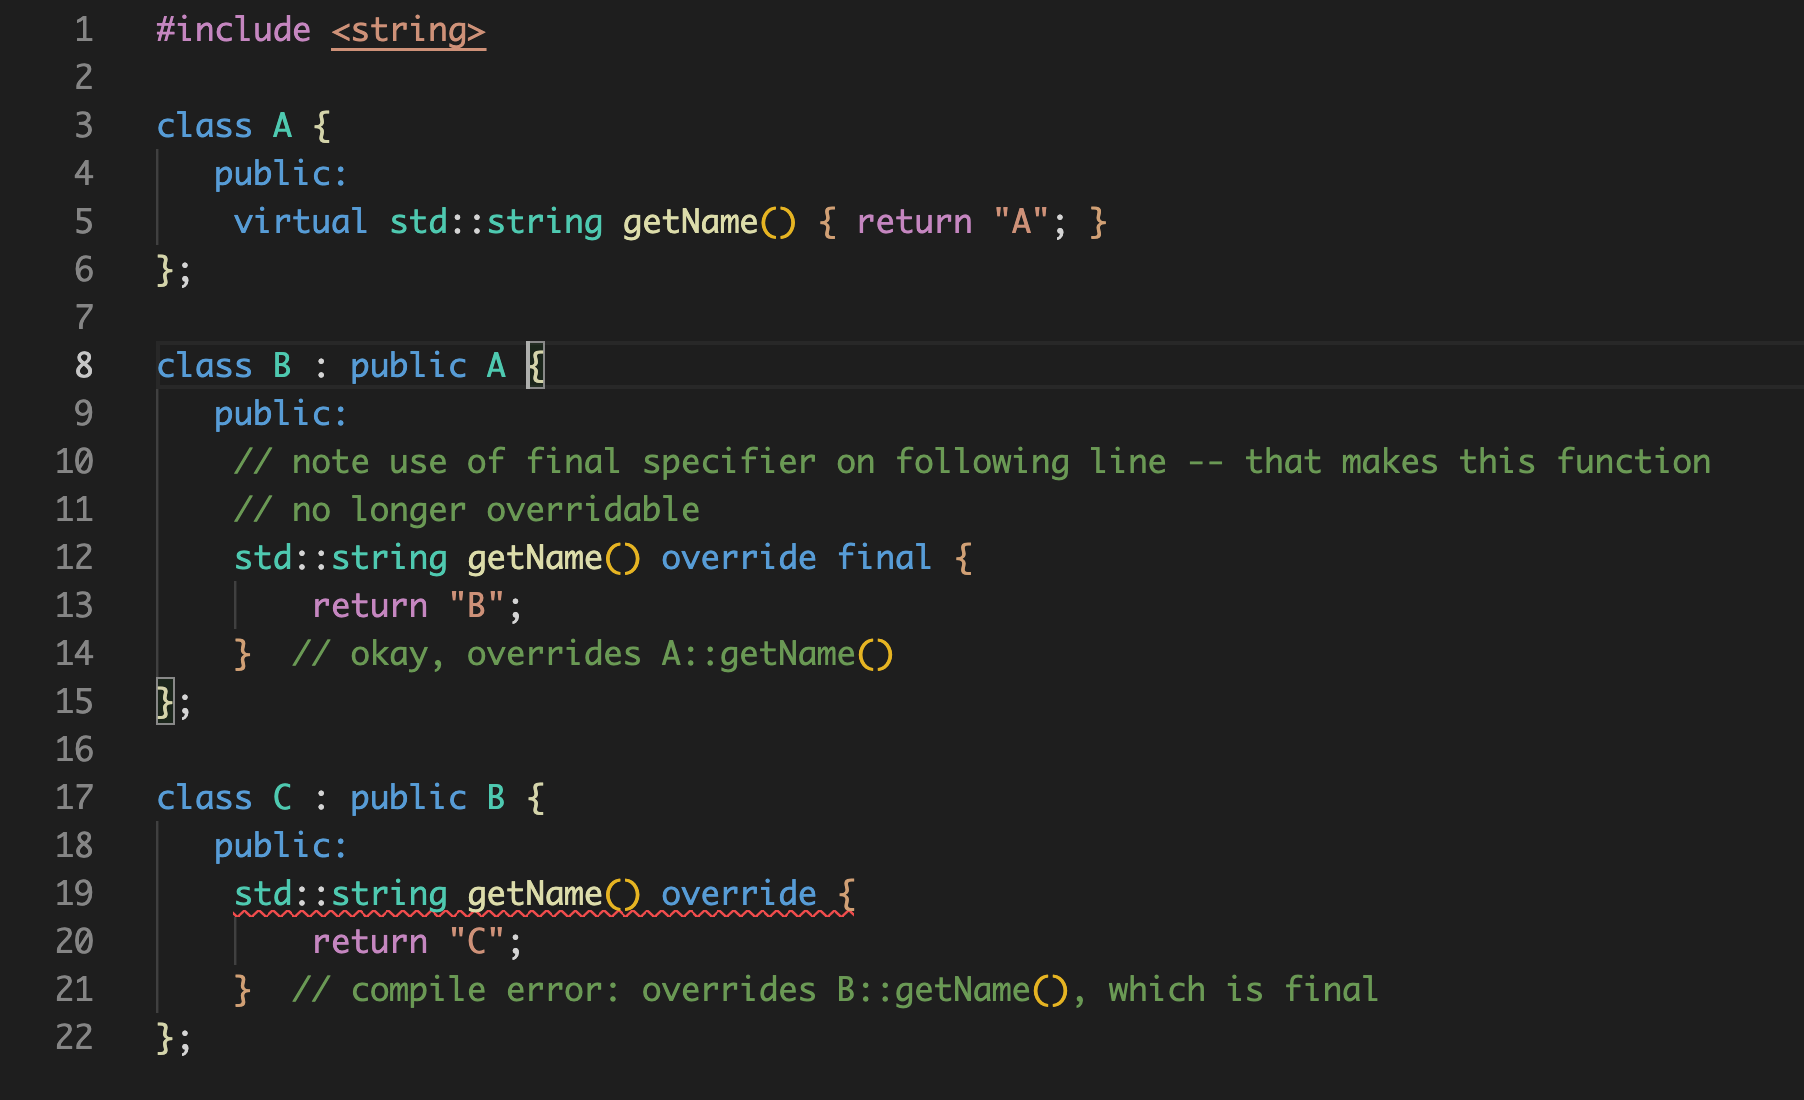 1 #include <string>
2
3 class A {
4 public:
5 virtual std::string getName() { return "A"; }
6 };
7
8 class B : public A {
9 public:
10 // note use of final specifier on following line -- that makes this function
11 // no longer overridable
12 std::string getName() override final {
13 return "B";
14 } // okay, overrides A::getName()
15 };
16
17 class C : public B {
18 public:
19 std::string getName() override {
20 return "C";
21 } // compile error: overrides B::getName(), which is final
22 };